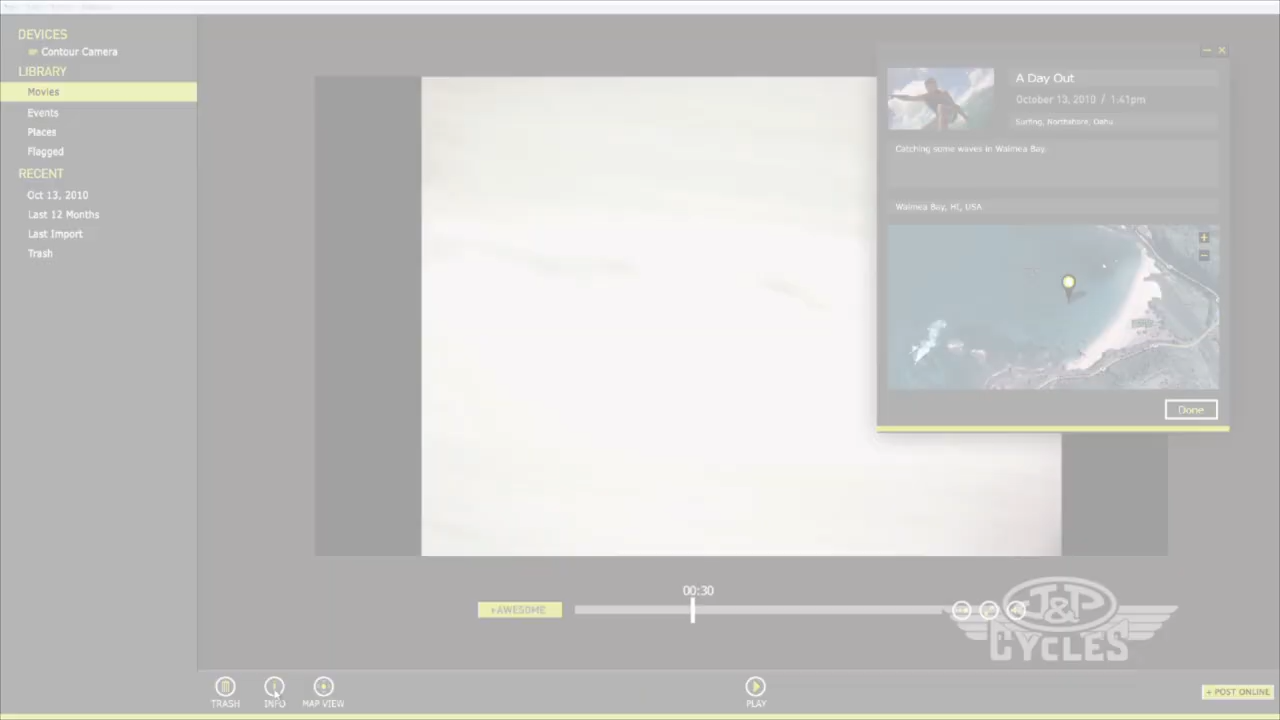 DEVICES
Contour Camera
LIBRARY
Movies
Events
Places
Flagged
RECENT
Oct 13, 2010
Last 12 Months
Last Import
Trash
A Day Out
October 13, 2010 / 1:41pm
Surfing, Northshore, Oahu
Catching some waves in Waimea Bay.
Waimea Bay, HI, USA
Done
00:30
+AWESOME
J&P
CYCLES
TRASH
INFO
MAP VIEW
PLAY
+ POST ONLINE